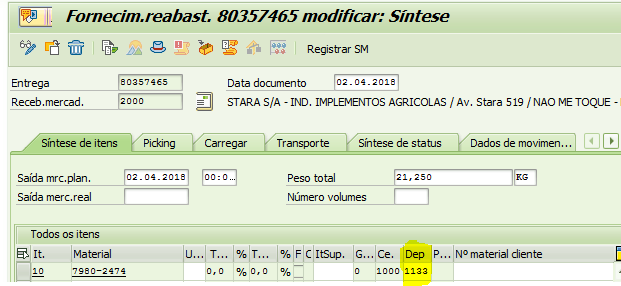 Fornecim.reabast. 80357465 modificar: Síntese
Registrar SM
Entrega 80357465 Data documento 02.04.2018
Receb.mercad. 2000 STARA S/A - IND. IMPLEMENTOS AGRICOLAS / Av. Stara 519 / NAO ME TOQUE -
Síntese de itens Picking Carregar Transporte Síntese de status Dados de movimen...
Saída mrc.plan. 02.04.2018 00:0… Peso total 21,250 KG
Saída merc.real Número volumes
Todos os itens
It. Material U... T... % T... % F C ItSup. G... Ce. Dep P... Nº material cliente
10 7980-2474 0,0 % 0,0 % 0 1000 1133